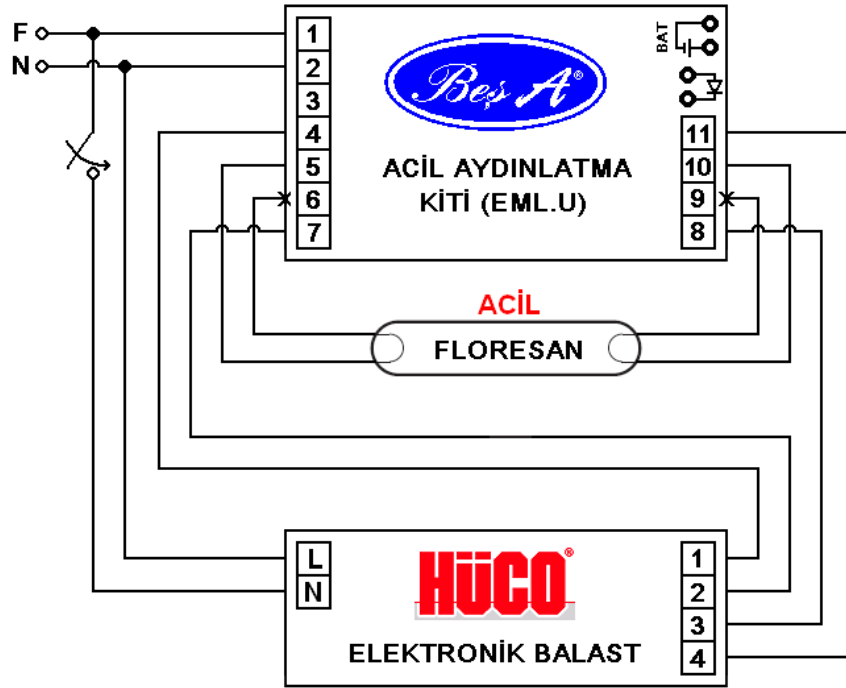 F
N
1
2
3
4
5
6
7
Beş A®
ACİL AYDINLATMA
KİTİ (EML.U)
BAT
11
10
9
8
ACİL
FLORESAN
L
N
HÜCO®
ELEKTRONİK BALAST
1
2
3
4